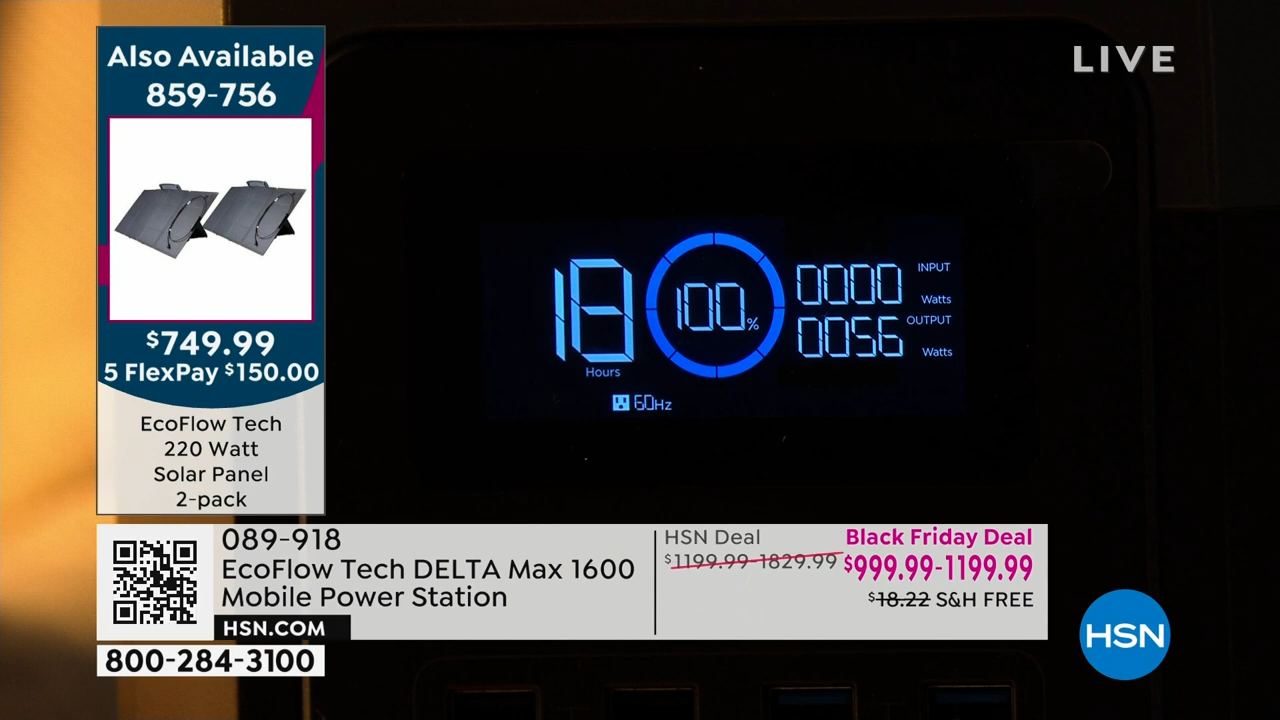 Also Available
859-756
$749.99
5 FlexPay $150.00
EcoFlow Tech
220 Watt
Solar Panel
2-pack
LIVE
18
Hours
100%
0000 INPUT Watts
0056 OUTPUT Watts
60Hz
089-918
EcoFlow Tech DELTA Max 1600
Mobile Power Station
HSN.COM
HSN Deal
$1199.99-1829.99
Black Friday Deal
$999.99-1199.99
$18.22 S&H FREE
800-284-3100
HSN